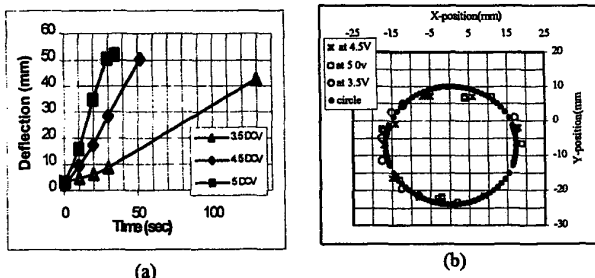 60
50
40
30
20
10
0
Deflection (mm)
3.5 DCV
4.5 DCV
5 DCV
0 50 100
Time (sec)
(a)
X-position(mm)
-25 -15 -5 5 15 25
× at 4.5V
□ at 5.0v
○ at 3.5V
● circle
20
10
0
-10
-20
-30
Y-position(mm)
(b)